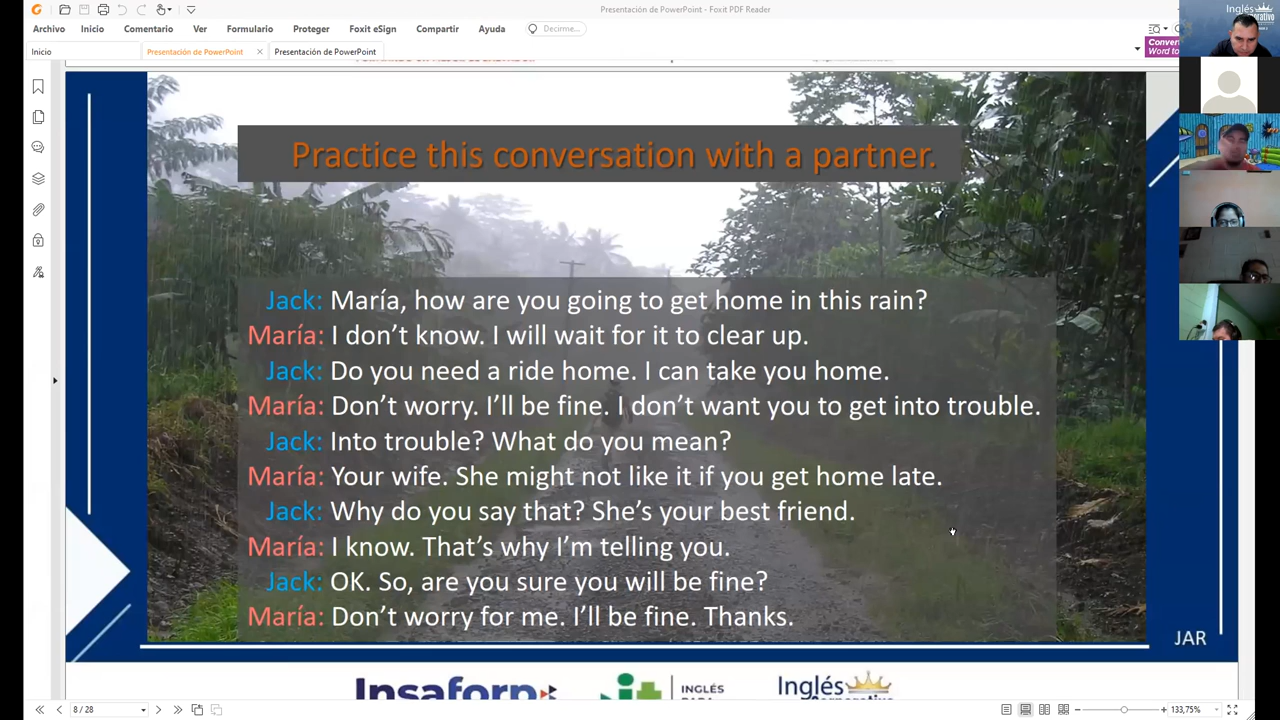 Presentación de PowerPoint - Foxit PDF Reader
Archivo Inicio Comentario Ver Formulario Proteger Foxit eSign Compartir Ayuda Decirme...
Inicio Presentación de PowerPoint Presentación de PowerPoint
Inglés
Convert
Word to
Practice this conversation with a partner.
Jack: María, how are you going to get home in this rain?
María: I don't know. I will wait for it to clear up.
Jack: Do you need a ride home. I can take you home.
María: Don't worry. I'll be fine. I don't want you to get into trouble.
Jack: Into trouble? What do you mean?
María: Your wife. She might not like it if you get home late.
Jack: Why do you say that? She's your best friend.
María: I know. That's why I'm telling you.
Jack: OK. So, are you sure you will be fine?
María: Don't worry for me. I'll be fine. Thanks.
JAR
Insaforp
INGLÉS
Inglés
8 / 28
133,75%